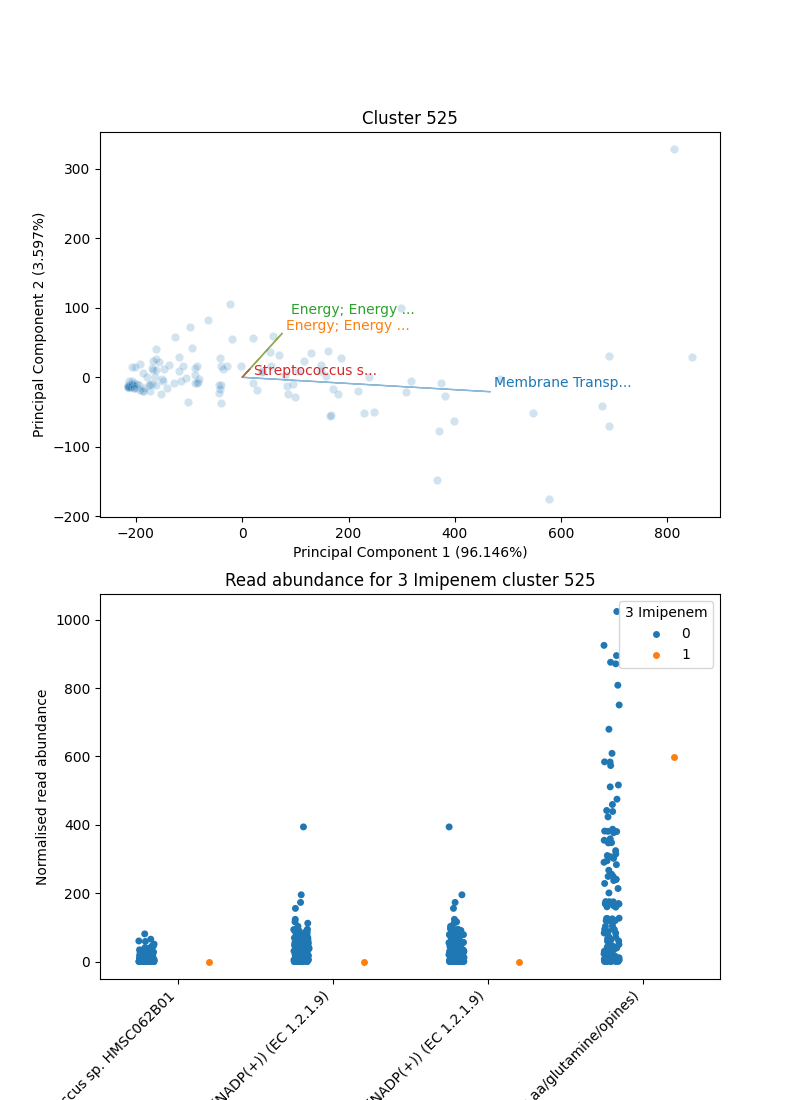 Cluster 525
300
200
100
0
−100
−200
Principal Component 2 (3.597%)
Energy; Energy ...
Energy; Energy ...
Streptococcus s...
Membrane Transp...
−200
0
200
400
600
800
Principal Component 1 (96.146%)
Read abundance for 3 Imipenem cluster 525
1000
800
600
400
200
0
Normalised read abundance
3 Imipenem
0
1
ccus sp. HMSC062B01
(NADP(+)) (EC 1.2.1.9)
(NADP(+)) (EC 1.2.1.9)
aa/glutamine/opines)